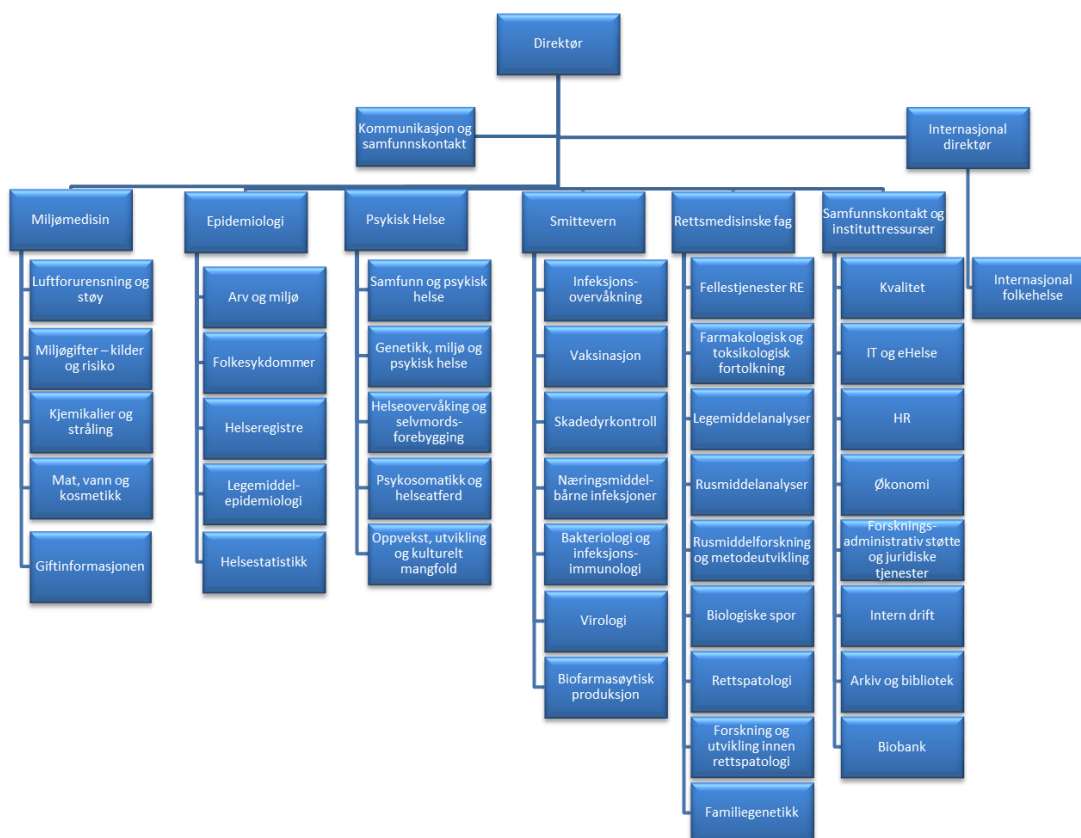 Direktør
Kommunikasjon og
samfunnskontakt
Internasjonal
direktør
Miljømedisin
Luftforurensning og
støy
Miljøgifter – kilder
og risiko
Kjemikalier og
stråling
Mat, vann og
kosmetikk
Giftinformasjonen
Epidemiologi
Arv og miljø
Folkesykdommer
Helseregistre
Legemiddel-
epidemiologi
Helsestatistikk
Psykisk Helse
Samfunn og psykisk
helse
Genetikk, miljø og
psykisk helse
Helseovervåking og
selvmords-
forebygging
Psykosomatikk og
helseatferd
Oppvekst, utvikling
og kulturelt
mangfold
Smittevern
Infeksjons-
overvåkning
Vaksinasjon
Skadedyrkontroll
Næringsmiddel-
bårne infeksjoner
Bakteriologi og
infeksjons-
immunologi
Virologi
Biofarmasøytisk
produksjon
Rettsmedisinske fag
Fellestjenester RE
Farmakologisk og
toksikologisk
fortolkning
Legemiddelanalyser
Rusmiddelanalyser
Rusmiddelforskning
og metodeutvikling
Biologiske spor
Rettspatologi
Forskning og
utvikling innen
rettspatologi
Familiegenetikk
Samfunnskontakt og
instituttressurser
Kvalitet
IT og eHelse
HR
Økonomi
Forsknings-
administrativ støtte
og juridiske
tjenester
Intern drift
Arkiv og bibliotek
Biobank
Internasjonal
folkehelse